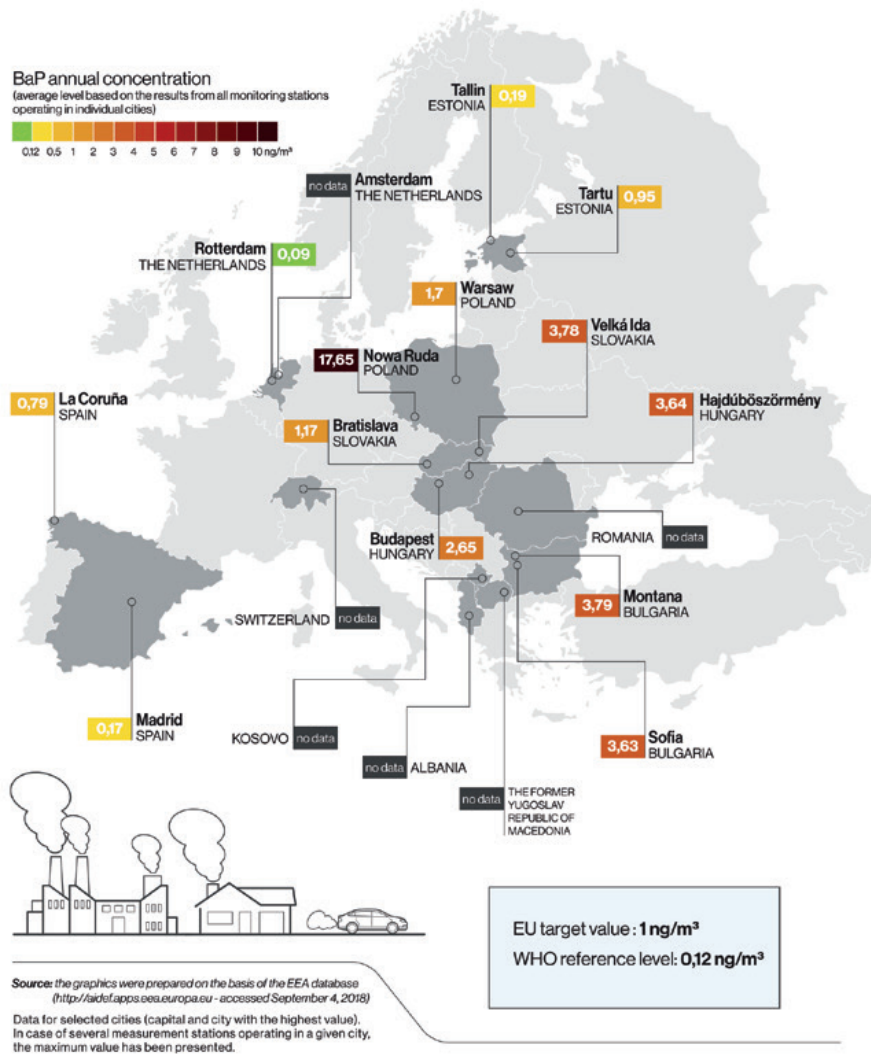 BaP annual concentration
(average level based on the results from all monitoring stations
operating in individual cities)
0,12 0,5 1 2 3 4 5 6 7 8 9 10 ng/m³
Tallin
ESTONIA
0,19
no data
Amsterdam
THE NETHERLANDS
Tartu
ESTONIA
0,95
Rotterdam
THE NETHERLANDS
0,09
1,7
Warsaw
POLAND
3,78
Velká Ida
SLOVAKIA
17,65
Nowa Ruda
POLAND
0,79
La Coruña
SPAIN
3,64
Hajdúböszörmény
HUNGARY
1,17
Bratislava
SLOVAKIA
Budapest
HUNGARY
2,65
ROMANIA
no data
SWITZERLAND
no data
3,79
Montana
BULGARIA
0,17
Madrid
SPAIN
KOSOVO
no data
3,63
Sofia
BULGARIA
no data
ALBANIA
no data
THE FORMER
YUGOSLAV
REPUBLIC OF
MACEDONIA
EU target value : 1 ng/m³
WHO reference level: 0,12 ng/m³
Source: the graphics were prepared on the basis of the EEA database
(http://aidef.apps.eea.europa.eu - accessed September 4, 2018)
Data for selected cities (capital and city with the highest value).
In case of several measurement stations operating in a given city,
the maximum value has been presented.